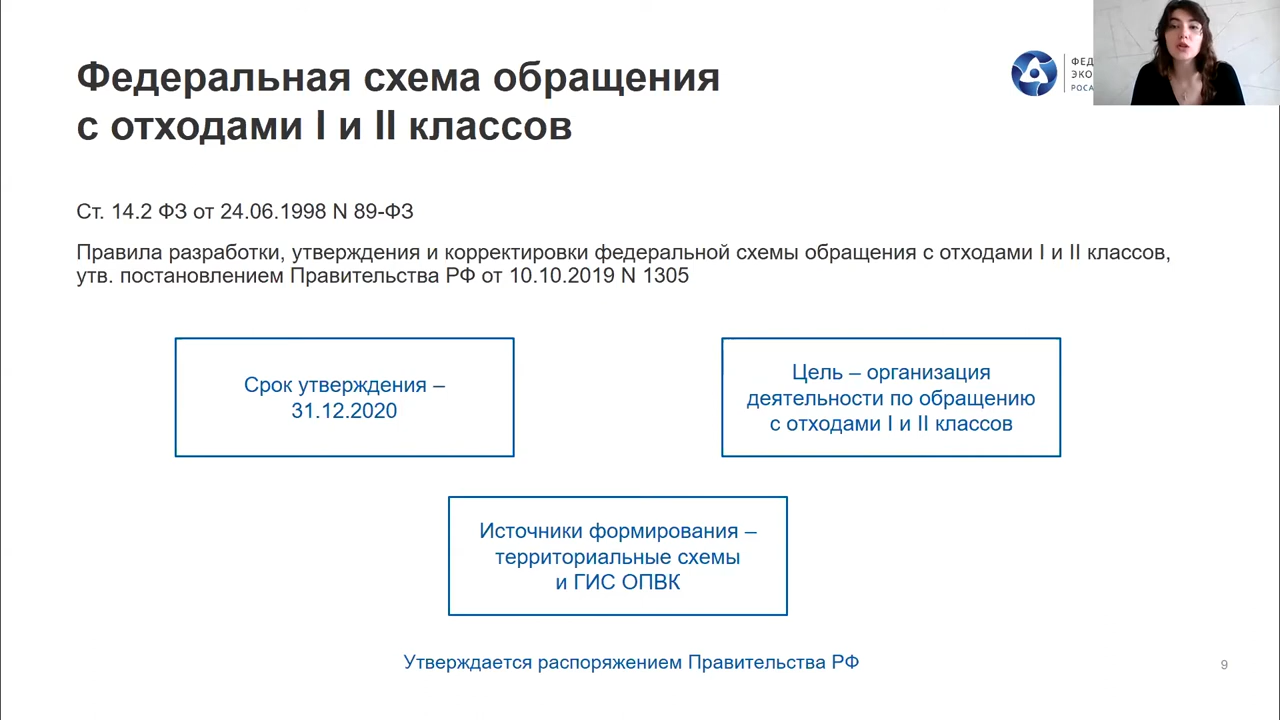 Федеральная схема обращения
с отходами I и II классов
Ст. 14.2 ФЗ от 24.06.1998 N 89-ФЗ
Правила разработки, утверждения и корректировки федеральной схемы обращения с отходами I и II классов,
утв. постановлением Правительства РФ от 10.10.2019 N 1305
Срок утверждения –
31.12.2020
Цель – организация
деятельности по обращению
с отходами I и II классов
Источники формирования –
территориальные схемы
и ГИС ОПВК
Утверждается распоряжением Правительства РФ
9